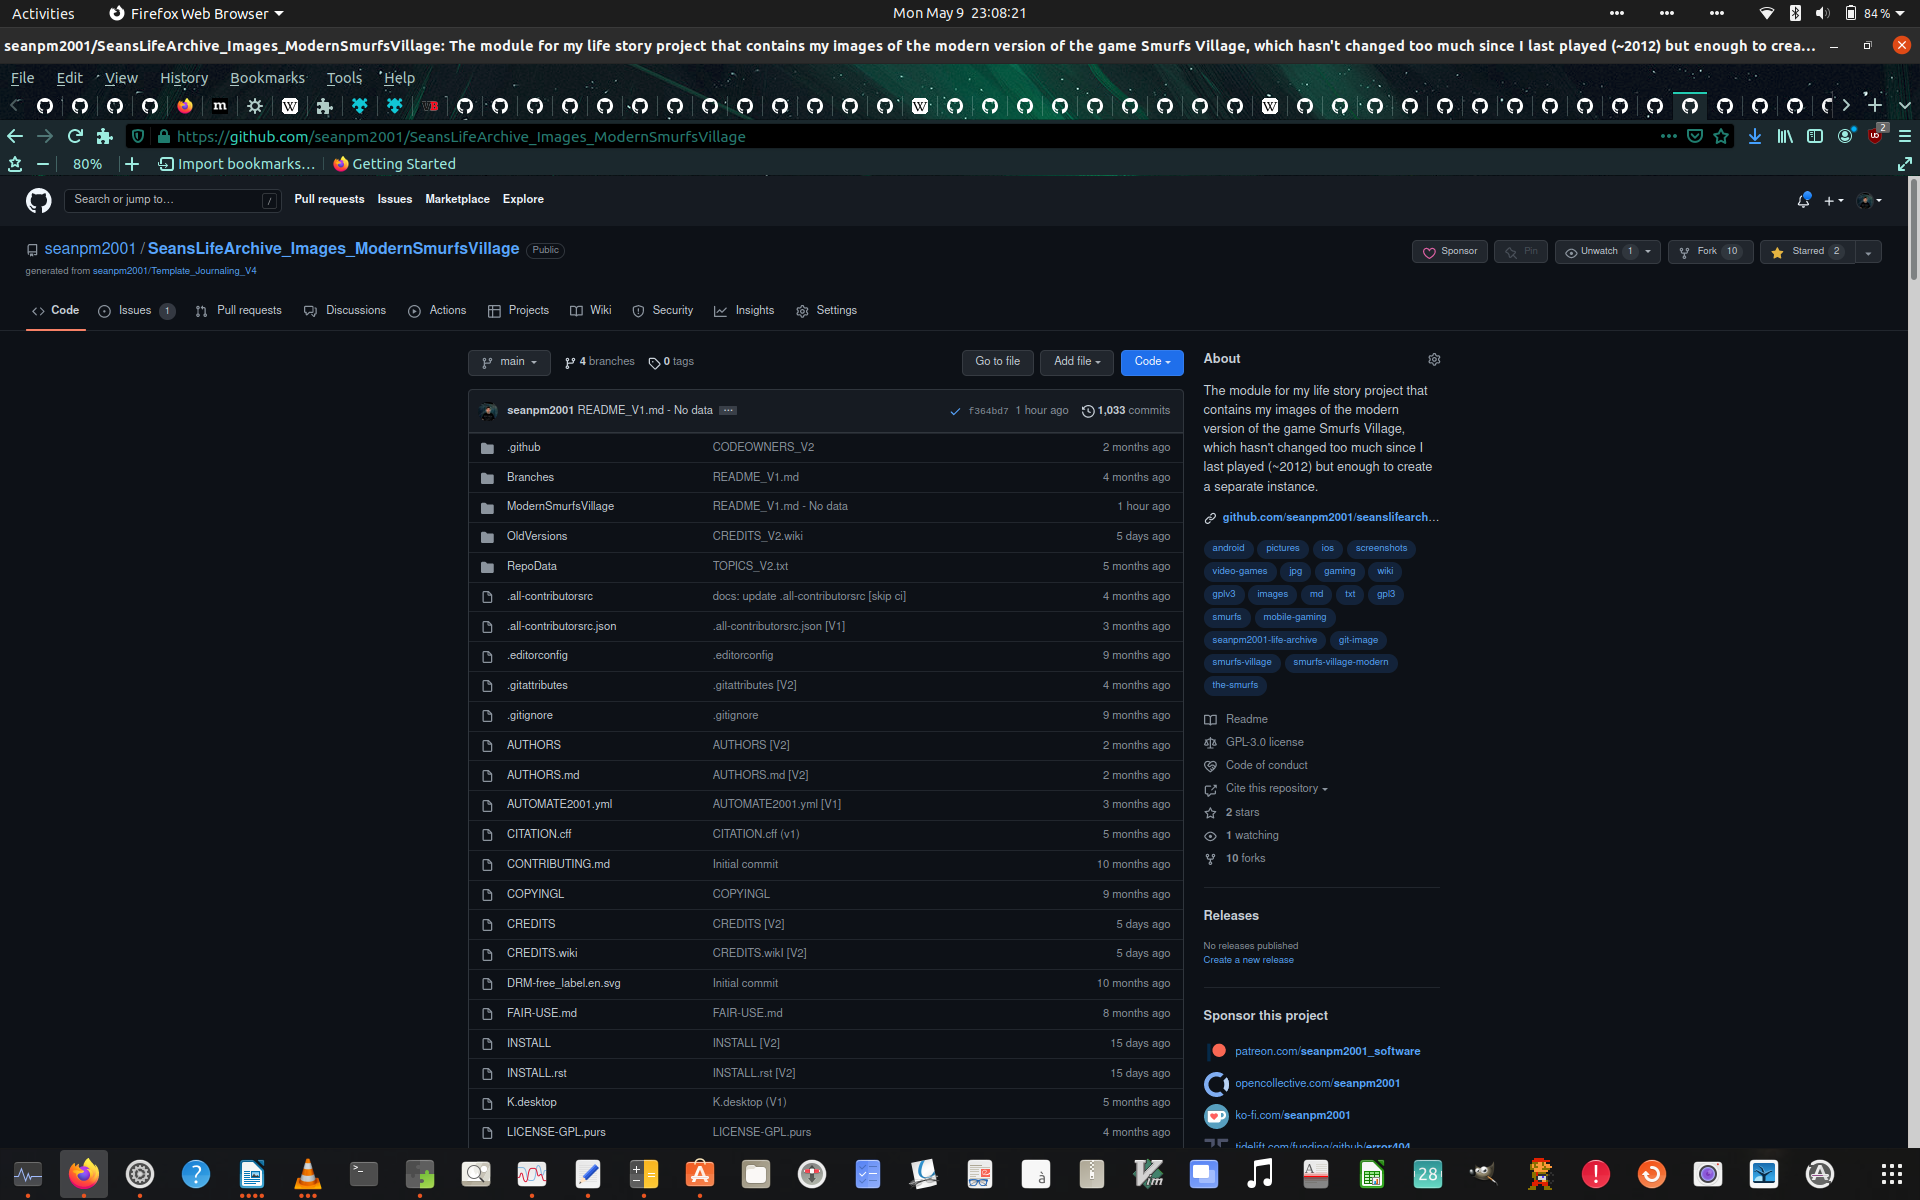 Activities
Firefox Web Browser
Mon May 9 23:08:21
84 %
seanpm2001/SeansLifeArchive_Images_ModernSmurfsVillage: The module for my life story project that contains my images of the modern version of the game Smurfs Village, which hasn't changed too much since I last played (~2012) but enough to crea…
File Edit View History Bookmarks Tools Help
https://github.com/seanpm2001/SeansLifeArchive_Images_ModernSmurfsVillage
2
80%
Import bookmarks…
Getting Started
Search or jump to…
/
Pull requests Issues Marketplace Explore
seanpm2001 / SeansLifeArchive_Images_ModernSmurfsVillage Public
generated from seanpm2001/Template_Journaling_V4
Sponsor
Pin
Unwatch 1
Fork 10
Starred 2
Code
Issues 1
Pull requests
Discussions
Actions
Projects
Wiki
Security
Insights
Settings
main
4 branches
0 tags
Go to file
Add file
Code
seanpm2001 README_V1.md - No data
f364bd7 1 hour ago 1,033 commits
.github CODEOWNERS_V2 2 months ago
Branches README_V1.md 4 months ago
ModernSmurfsVillage README_V1.md - No data 1 hour ago
OldVersions CREDITS_V2.wiki 5 days ago
RepoData TOPICS_V2.txt 5 months ago
.all-contributorsrc docs: update .all-contributorsrc [skip ci] 4 months ago
.all-contributorsrc.json .all-contributorsrc.json [V1] 3 months ago
.editorconfig .editorconfig 9 months ago
.gitattributes .gitattributes [V2] 4 months ago
.gitignore .gitignore 9 months ago
AUTHORS AUTHORS [V2] 2 months ago
AUTHORS.md AUTHORS.md [V2] 2 months ago
AUTOMATE2001.yml AUTOMATE2001.yml [V1] 3 months ago
CITATION.cff CITATION.cff (v1) 5 months ago
CONTRIBUTING.md Initial commit 10 months ago
COPYINGL COPYINGL 9 months ago
CREDITS CREDITS [V2] 5 days ago
CREDITS.wiki CREDITS.wikI [V2] 5 days ago
DRM-free_label.en.svg Initial commit 10 months ago
FAIR-USE.md FAIR-USE.md 8 months ago
INSTALL INSTALL [V2] 15 days ago
INSTALL.rst INSTALL.rst [V2] 15 days ago
K.desktop K.desktop (V1) 5 months ago
LICENSE-GPL.purs LICENSE-GPL.purs 4 months ago
About
The module for my life story project that
contains my images of the modern
version of the game Smurfs Village,
which hasn't changed too much since I
last played (~2012) but enough to create
a separate instance.
github.com/seanpm2001/seanslifearch…
android pictures ios screenshots
video-games jpg gaming wiki
gplv3 images md txt gpl3
smurfs mobile-gaming
seanpm2001-life-archive git-image
smurfs-village smurfs-village-modern
the-smurfs
Readme
GPL-3.0 license
Code of conduct
Cite this repository
2 stars
1 watching
10 forks
Releases
No releases published
Create a new release
Sponsor this project
patreon.com/seanpm2001_software
opencollective.com/seanpm2001
ko-fi.com/seanpm2001
tidelift.com/funding/github/error404
28